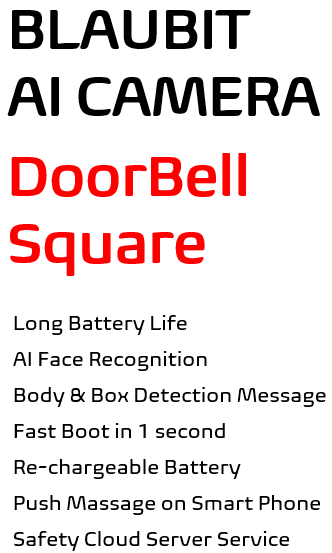 BLAUBIT
AI CAMERA
DoorBell
Square
Long Battery Life
AI Face Recognition
Body & Box Detection Message
Fast Boot in 1 second
Re-chargeable Battery
Push Massage on Smart Phone
Safety Cloud Server Service